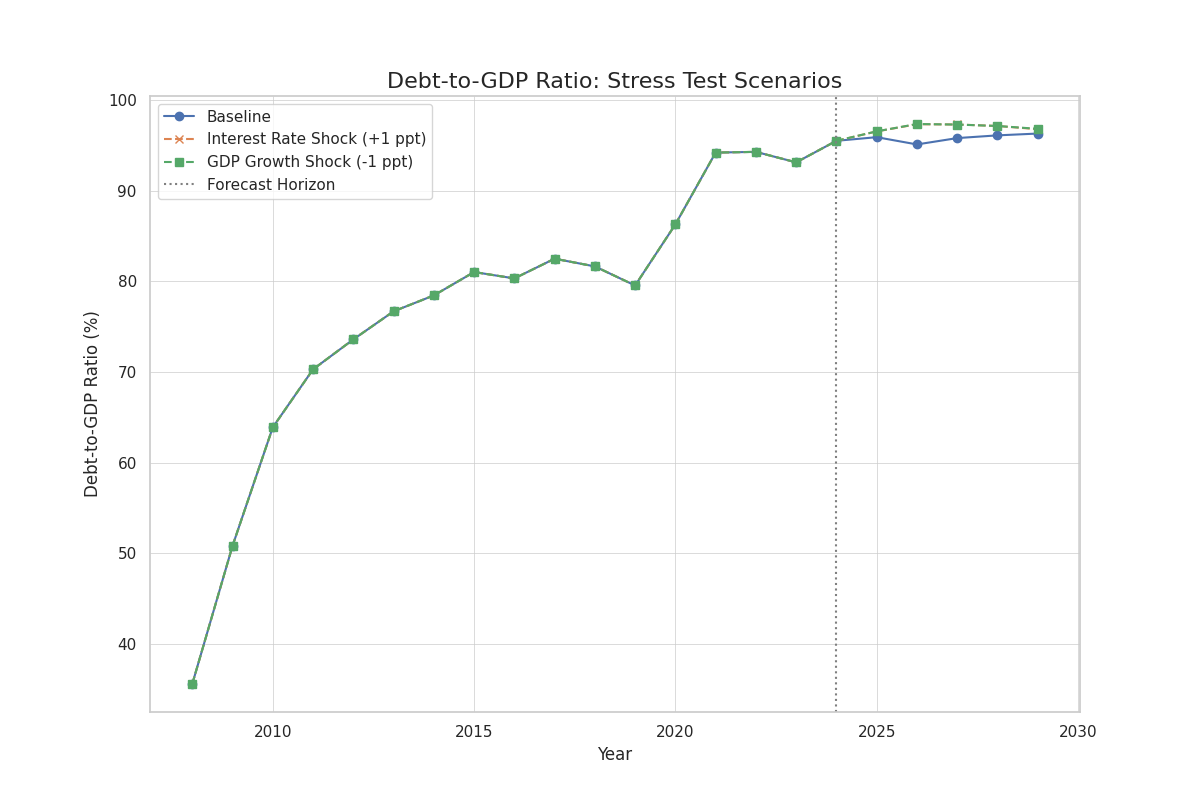 Debt-to-GDP Ratio: Stress Test Scenarios
Baseline
Interest Rate Shock (+1 ppt)
GDP Growth Shock (-1 ppt)
Forecast Horizon
Debt-to-GDP Ratio (%)
100
90
80
70
60
50
40
2010
2015
2020
2025
2030
Year